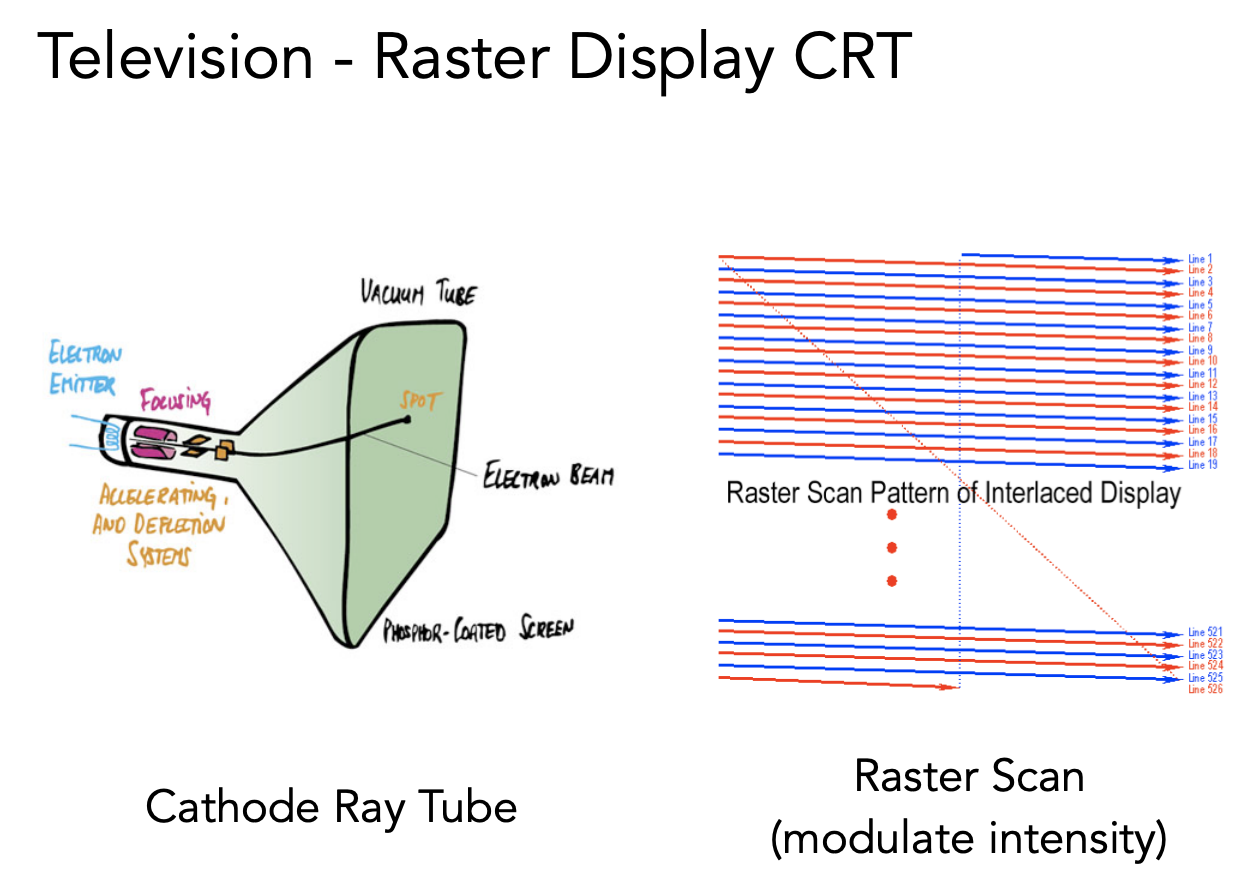 Television - Raster Display CRT
VACUUM TUBE
ELECTRON
EMITTER
FOCUSING
SPOT
ELECTRON BEAM
ACCELERATING,
AND DEFLECTION
SYSTEMS
PHOSPHOR-COATED SCREEN
Cathode Ray Tube
Line 1
Line 2
Line 3
Line 4
Line 5
Line 6
Line 7
Line 8
Line 9
Line 10
Line 11
Line 12
Line 13
Line 14
Line 15
Line 16
Line 17
Line 18
Line 19
Raster Scan Pattern of Interlaced Display
Line 521
Line 522
Line 523
Line 524
Line 525
Line 526
Raster Scan
(modulate intensity)